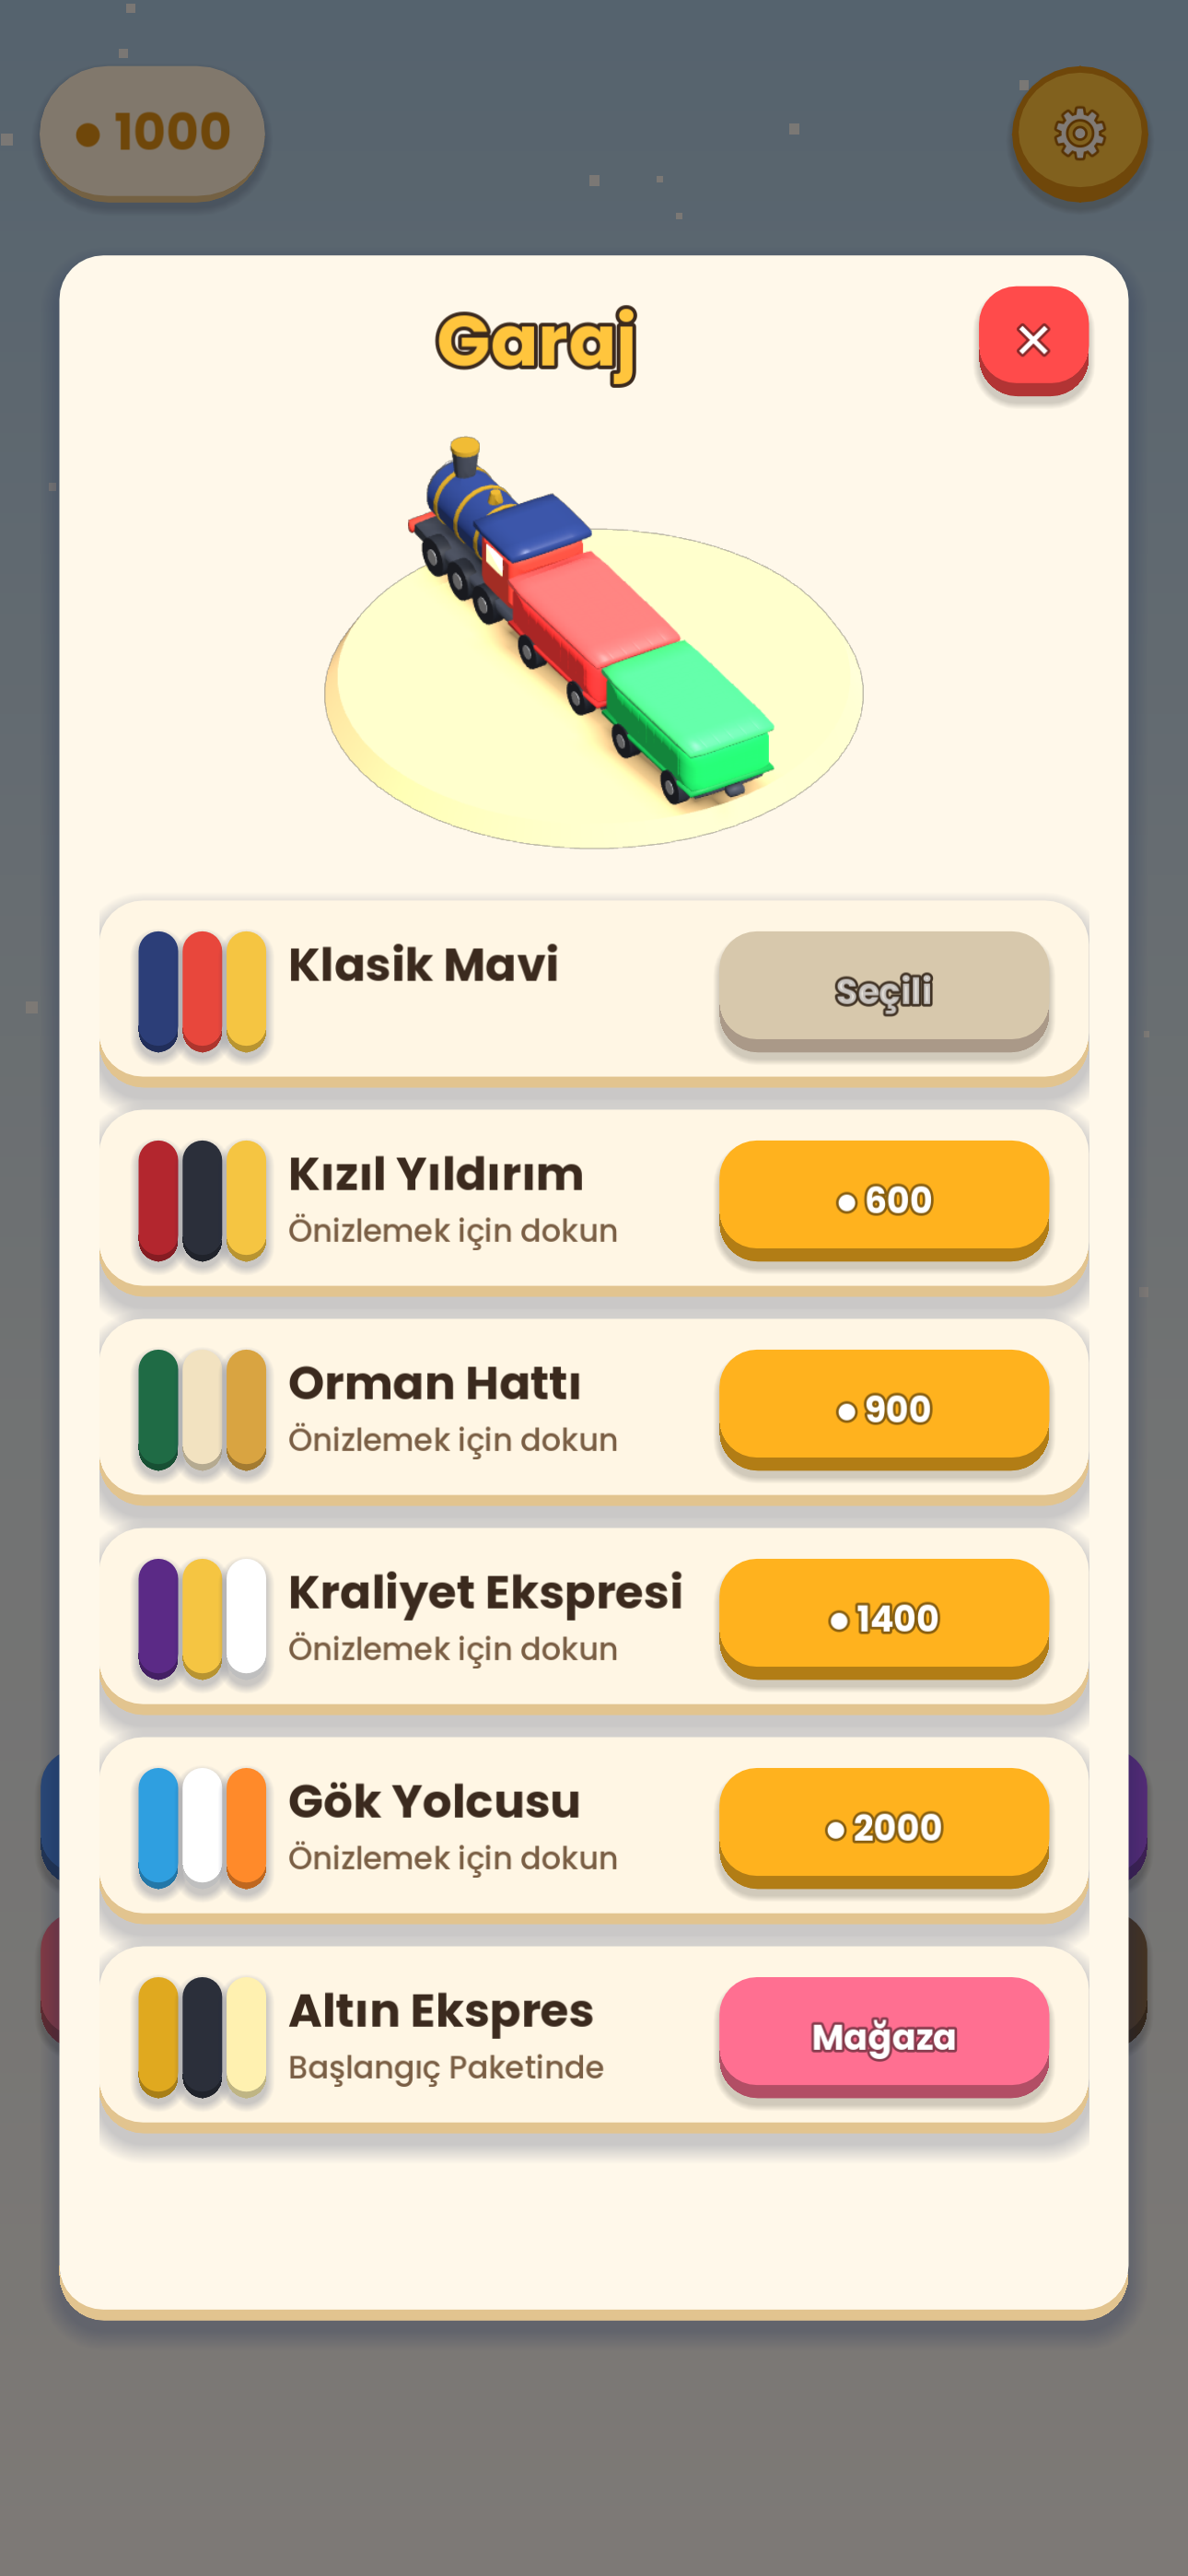 1000
Garaj
Klasik Mavi
Seçili
Kızıl Yıldırım
Önizlemek için dokun
600
Orman Hattı
Önizlemek için dokun
900
Kraliyet Ekspresi
Önizlemek için dokun
1400
Gök Yolcusu
Önizlemek için dokun
2000
Altın Ekspres
Başlangıç Paketinde
Mağaza